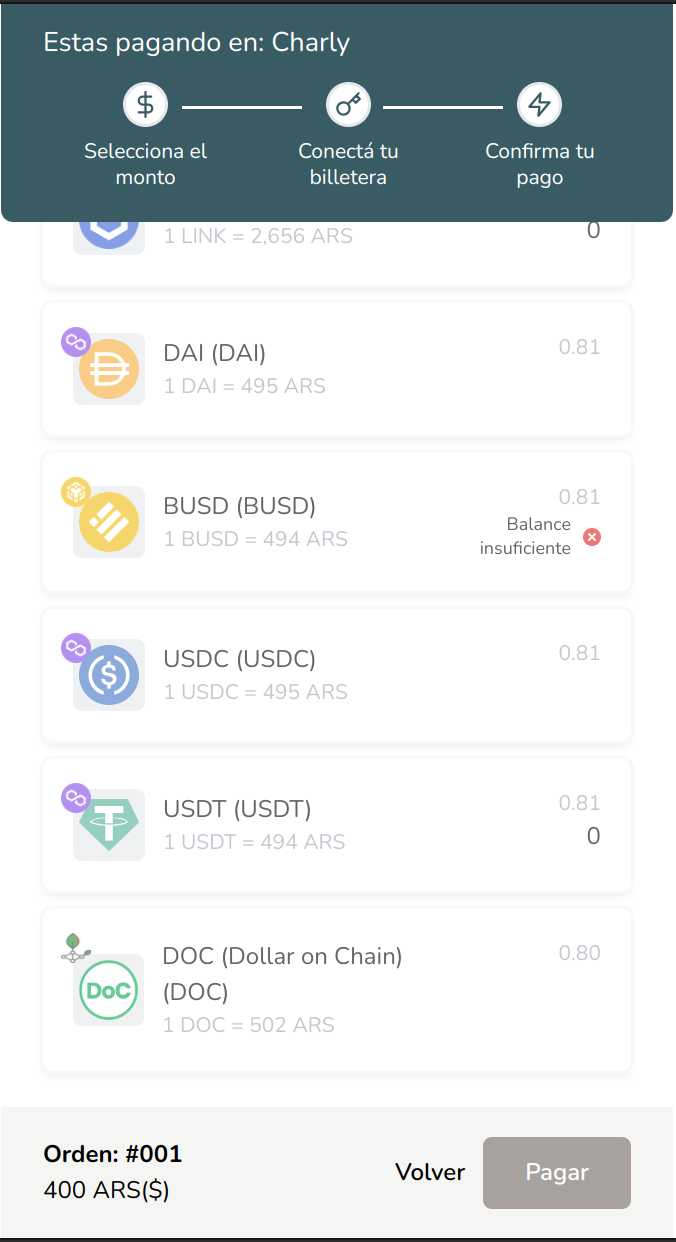 Estas pagando en: Charly
Selecciona el
monto
Conectá tu
billetera
Confirma tu
pago
1 LINK = 2,656 ARS
0
DAI (DAI)
1 DAI = 495 ARS
0.81
BUSD (BUSD)
1 BUSD = 494 ARS
0.81
Balance
insuficiente
USDC (USDC)
1 USDC = 495 ARS
0.81
USDT (USDT)
1 USDT = 494 ARS
0.81
0
DoC
DOC (Dollar on Chain)
(DOC)
1 DOC = 502 ARS
0.80
Orden: #001
400 ARS($)
Volver
Pagar